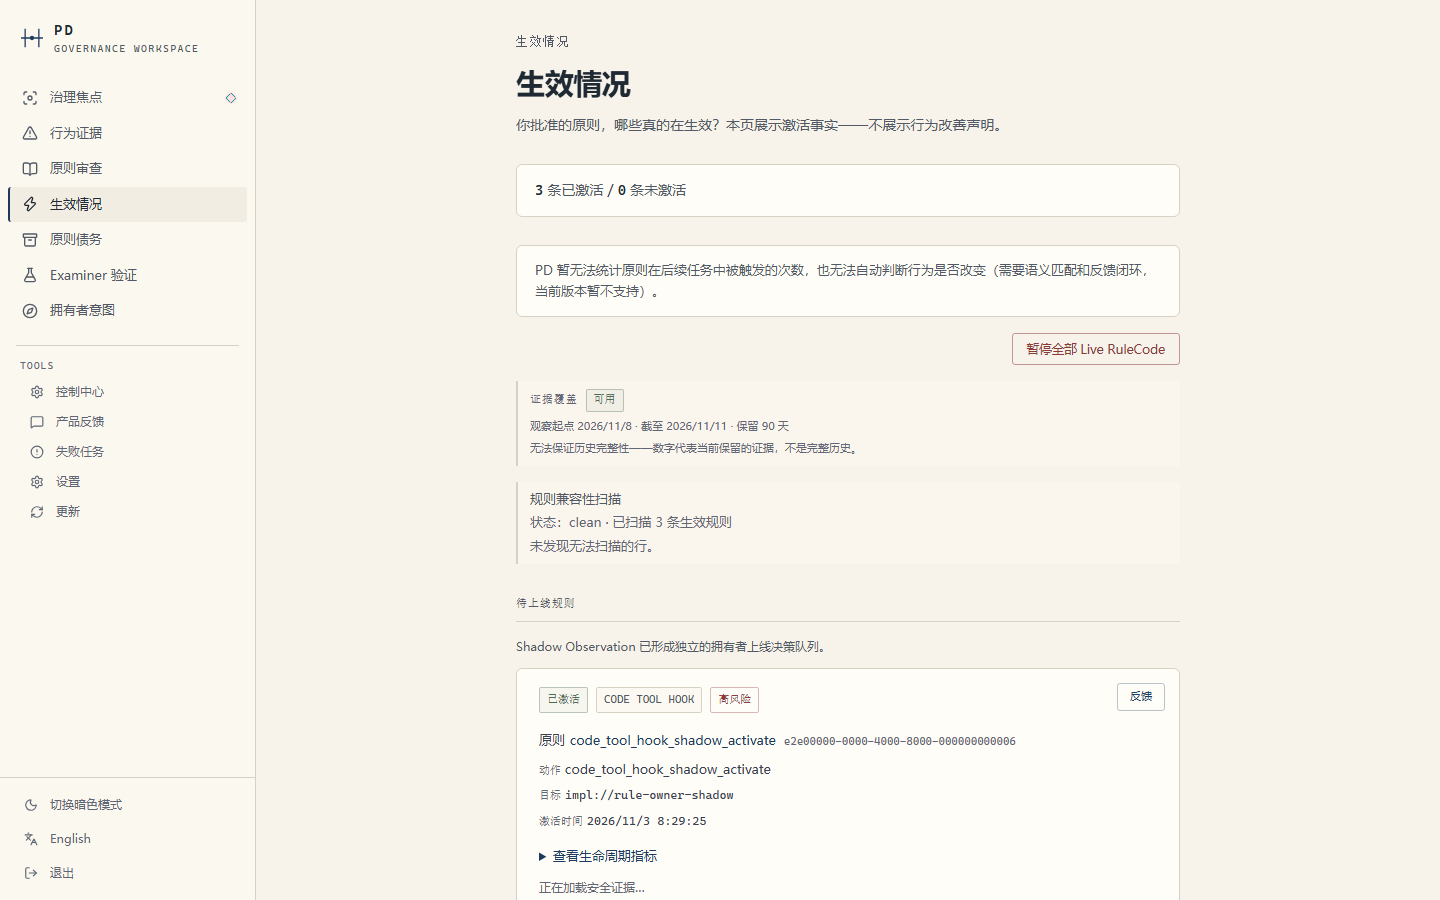 PD
GOVERNANCE WORKSPACE
治理焦点
行为证据
原则审查
生效情况
原则债务
Examiner 验证
拥有者意图
TOOLS
控制中心
产品反馈
失败任务
设置
更新
切换暗色模式
English
退出
生效情况
生效情况
你批准的原则，哪些真的在生效？本页展示激活事实——不展示行为改善声明。
3 条已激活 / 0 条未激活
PD 暂无法统计原则在后续任务中被触发的次数，也无法自动判断行为是否改变（需要语义匹配和反馈闭环，
当前版本暂不支持）。
暂停全部 Live RuleCode
证据覆盖 可用
观察起点 2026/11/8 · 截至 2026/11/11 · 保留 90 天
无法保证历史完整性——数字代表当前保留的证据，不是完整历史。
规则兼容性扫描
状态：clean · 已扫描 3 条生效规则
未发现无法扫描的行。
待上线规则
Shadow Observation 已形成独立的拥有者上线决策队列。
已激活 CODE TOOL HOOK 高风险 反馈
原则 code_tool_hook_shadow_activate e2e00000-0000-4000-8000-000000000006
动作 code_tool_hook_shadow_activate
目标 impl://rule-owner-shadow
激活时间 2026/11/3 8:29:25
▶ 查看生命周期指标
正在加载安全证据...